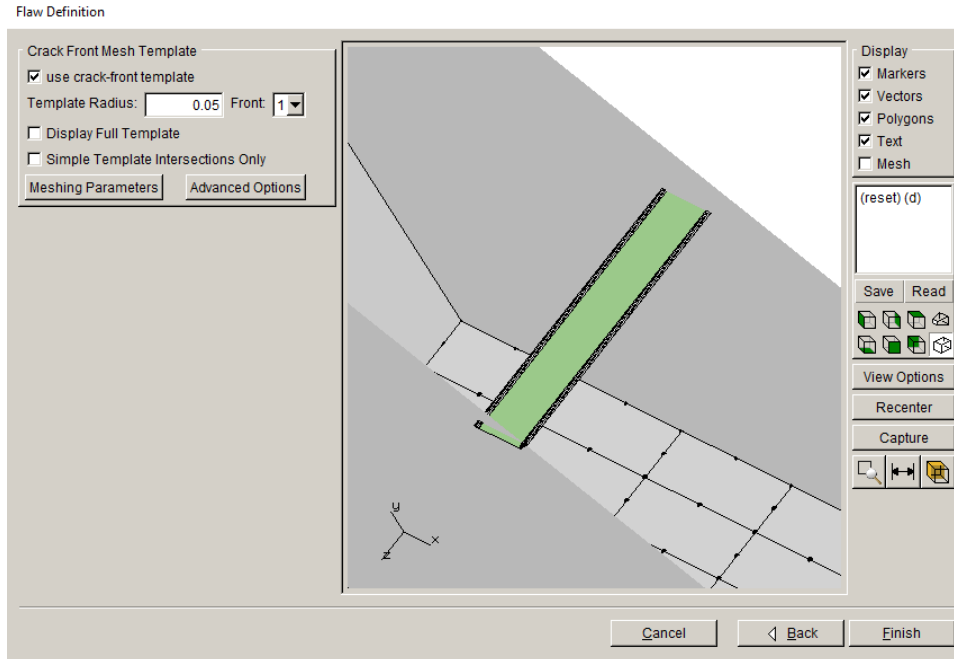 Flaw Definition
Crack Front Mesh Template
use crack-front template
Template Radius: 0.05 Front: 1
Display Full Template
Simple Template Intersections Only
Meshing Parameters Advanced Options
y
x
z
Display
Markers
Vectors
Polygons
Text
Mesh
(reset) (d)
Save Read
View Options
Recenter
Capture
Cancel Back Finish